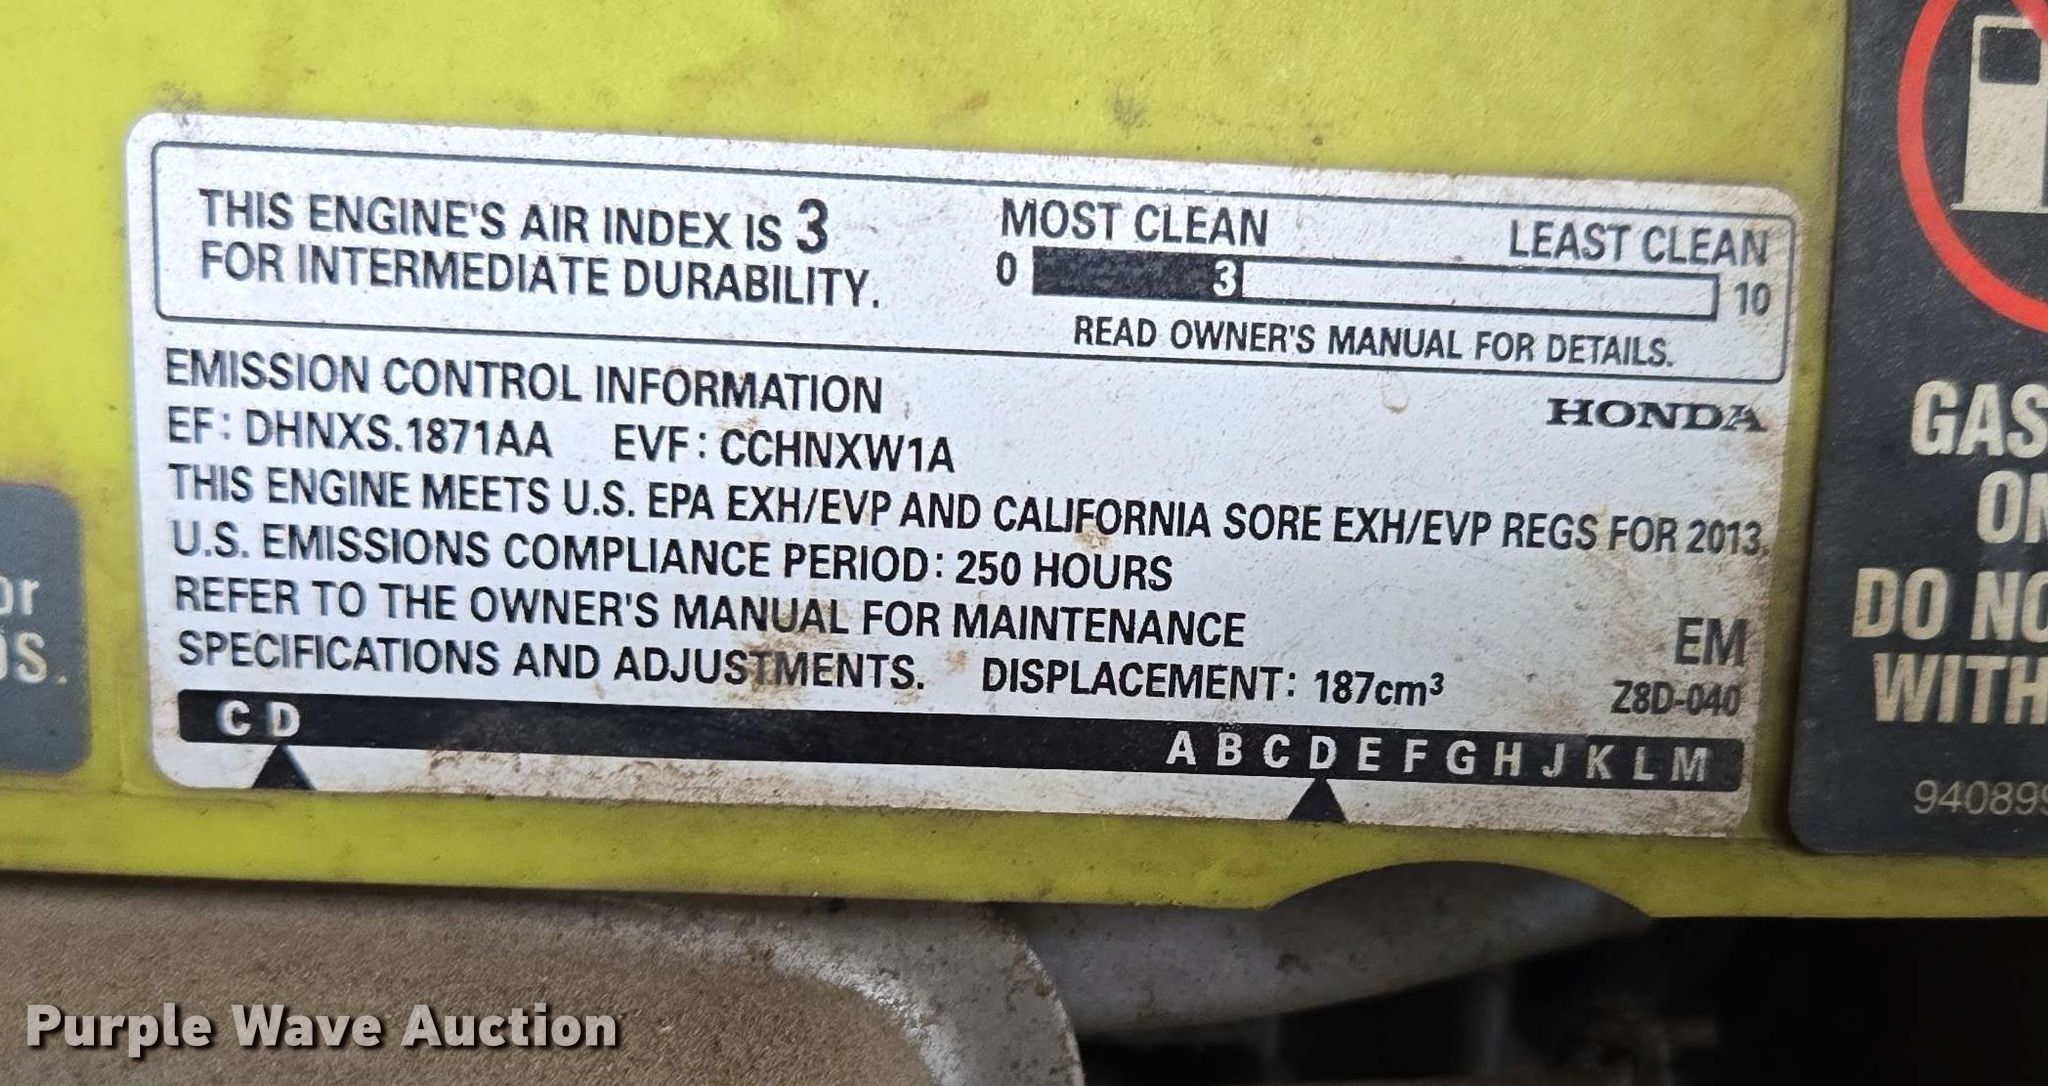 THIS ENGINE'S AIR INDEX IS 3
FOR INTERMEDIATE DURABILITY.
MOST CLEAN
LEAST CLEAN
0 3 10
READ OWNER'S MANUAL FOR DETAILS.
EMISSION CONTROL INFORMATION
HONDA
EF: DHNXS.1871AA EVF: CCHNXW1A
THIS ENGINE MEETS U.S. EPA EXH/EVP AND CALIFORNIA SORE EXH/EVP REGS FOR 2013.
U.S. EMISSIONS COMPLIANCE PERIOD: 250 HOURS
REFER TO THE OWNER'S MANUAL FOR MAINTENANCE
SPECIFICATIONS AND ADJUSTMENTS. DISPLACEMENT: 187cm³
EM
Z8D-040
C D
A B C D E F G H J K L M
GAS
DO NO
WITH
940899
Purple Wave Auction